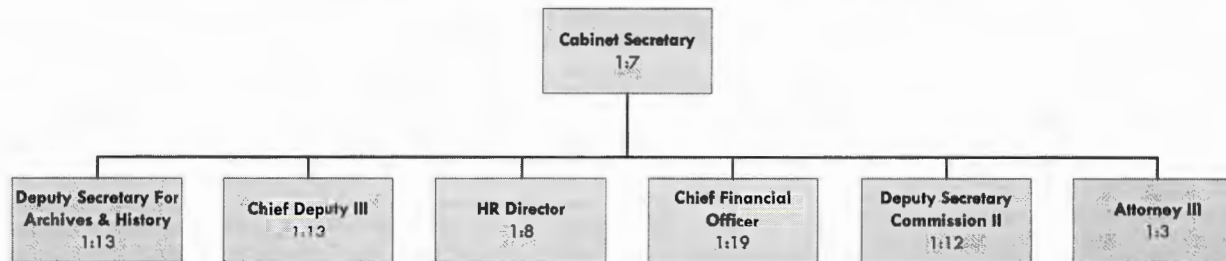 Cabinet Secretary
1:7
Deputy Secretary For
Archives & History
1:13
Chief Deputy III
1:13
HR Director
1:8
Chief Financial
Officer
1:19
Deputy Secretary
Commission II
1:12
Attorney III
1:3